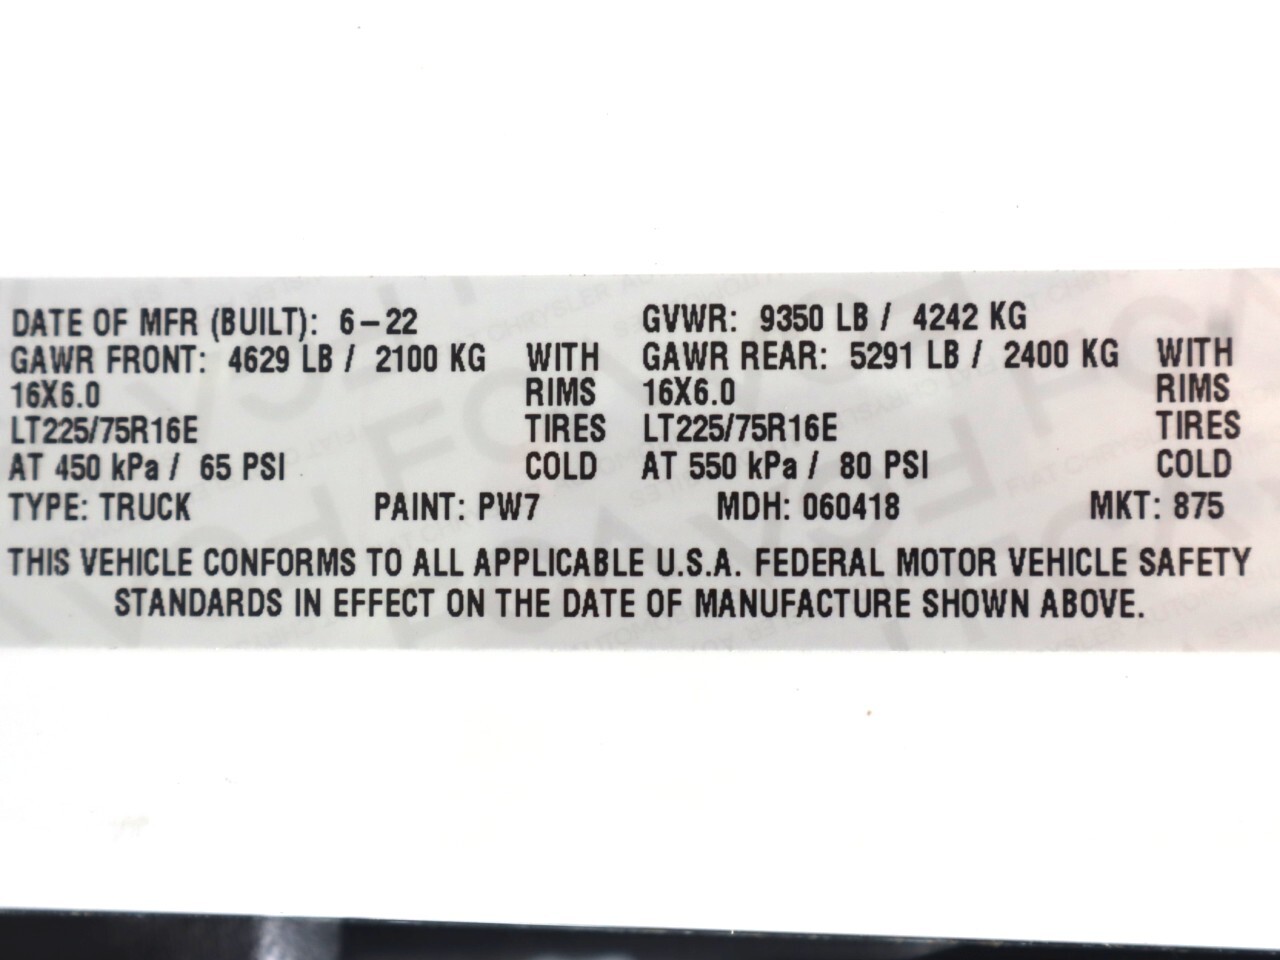 DATE OF MFR (BUILT): 6-22 GVWR: 9350 LB / 4242 KG
GAWR FRONT: 4629 LB / 2100 KG WITH GAWR REAR: 5291 LB / 2400 KG WITH
16X6.0 RIMS 16X6.0 RIMS
LT225/75R16E TIRES LT225/75R16E TIRES
AT 450 kPa / 65 PSI COLD AT 550 kPa / 80 PSI COLD
TYPE: TRUCK PAINT: PW7 MDH: 060418 MKT: 875
THIS VEHICLE CONFORMS TO ALL APPLICABLE U.S.A. FEDERAL MOTOR VEHICLE SAFETY
STANDARDS IN EFFECT ON THE DATE OF MANUFACTURE SHOWN ABOVE.